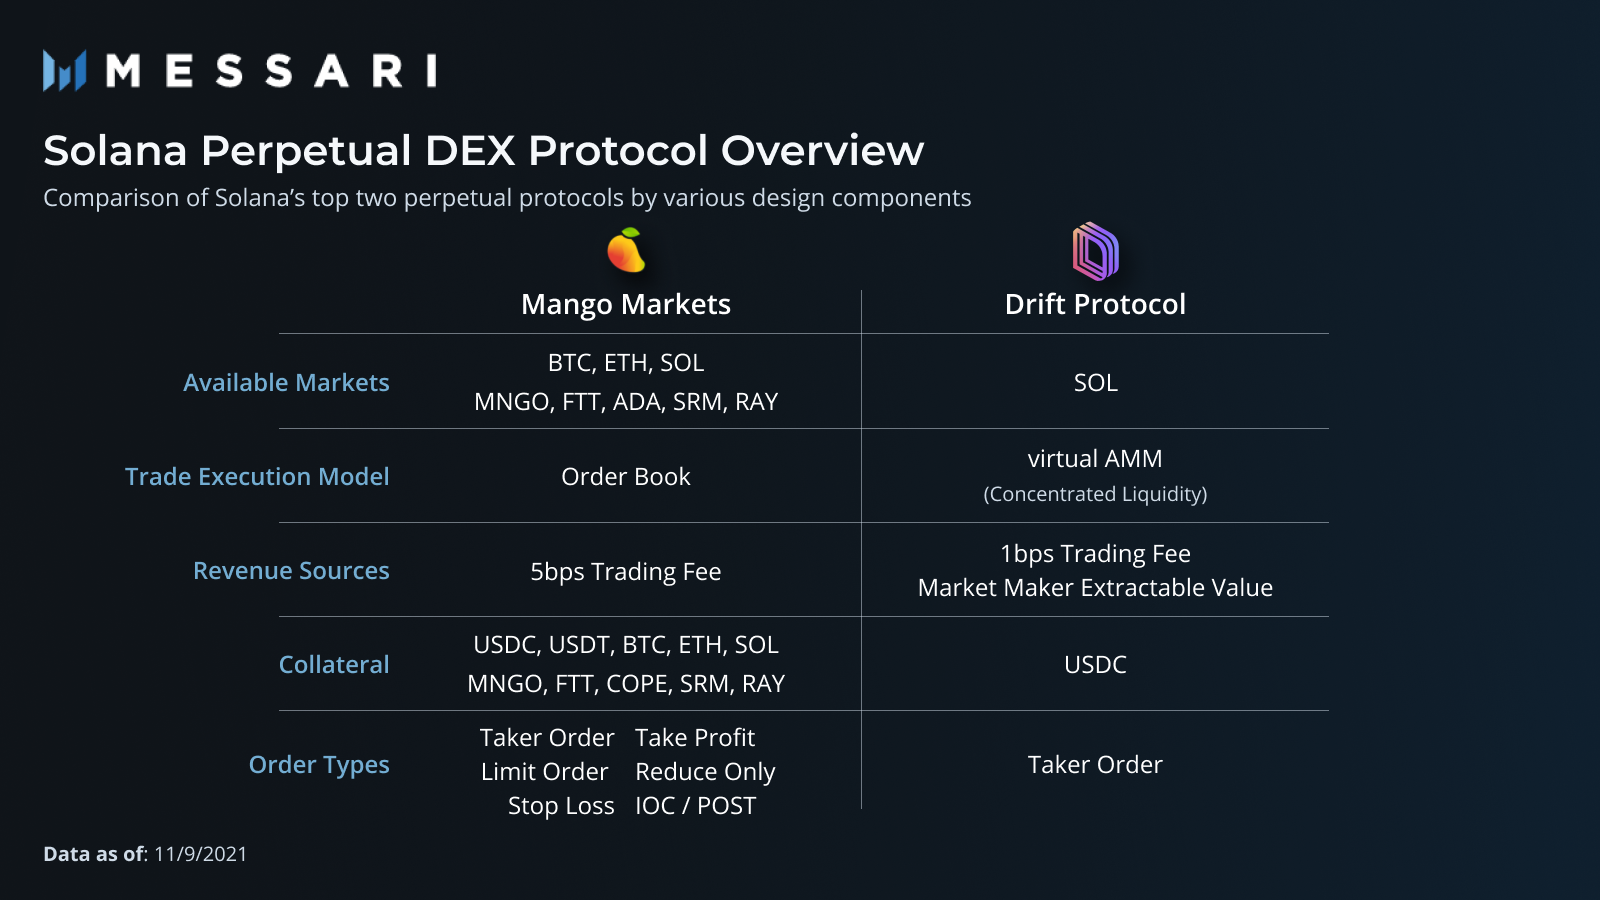 MESSARI
Solana Perpetual DEX Protocol Overview
Comparison of Solana’s top two perpetual protocols by various design components
Mango Markets
Drift Protocol
Available Markets
BTC, ETH, SOL
MNGO, FTT, ADA, SRM, RAY
SOL
Trade Execution Model
Order Book
virtual AMM
(Concentrated Liquidity)
Revenue Sources
5bps Trading Fee
1bps Trading Fee
Market Maker Extractable Value
Collateral
USDC, USDT, BTC, ETH, SOL
MNGO, FTT, COPE, SRM, RAY
USDC
Order Types
Taker Order Take Profit
Limit Order Reduce Only
Stop Loss IOC / POST
Taker Order
Data as of: 11/9/2021